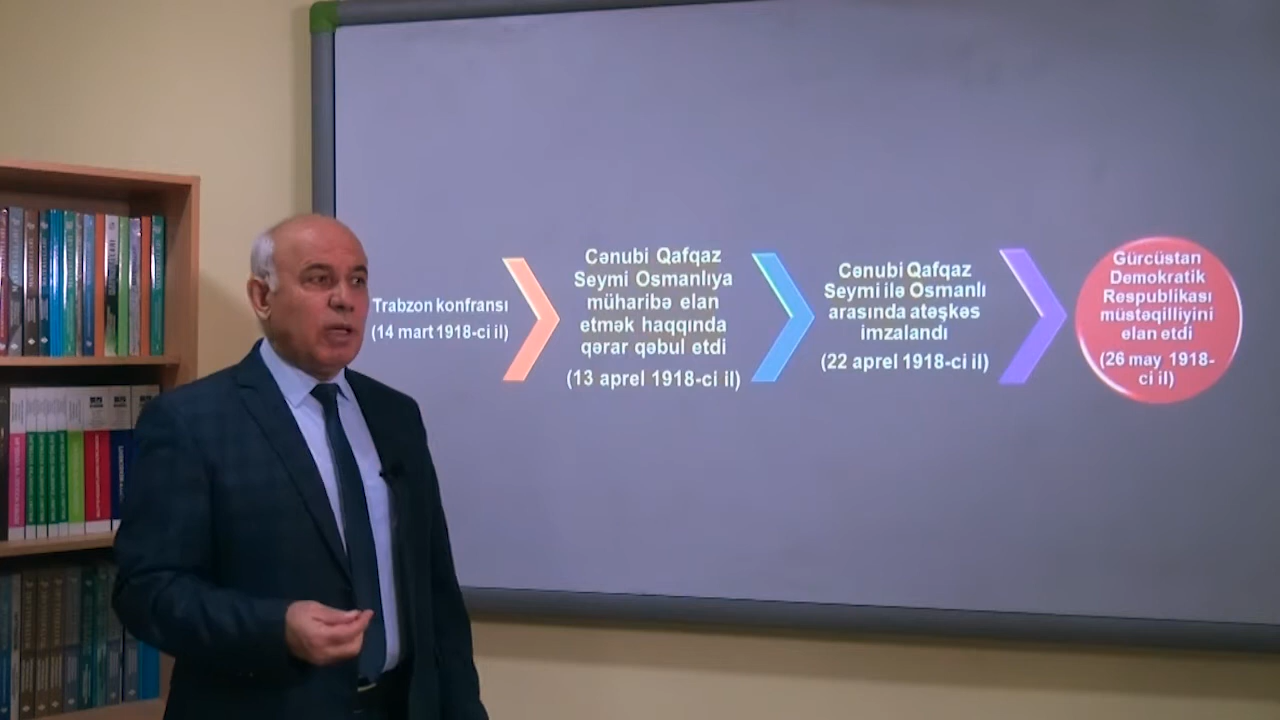 Trabzon konfransı
(14 mart 1918-ci il)
Cənubi Qafqaz
Seymi Osmanlıya
müharibə elan
etmək haqqında
qərar qəbul etdi
(13 aprel 1918-ci il)
Cənubi Qafqaz
Seymi ilə Osmanlı
arasında atəşkəs
imzalandı
(22 aprel 1918-ci il)
Gürcüstan
Demokratik
Respublikası
müstəqilliyini
elan etdi
(26 may 1918-
ci il)